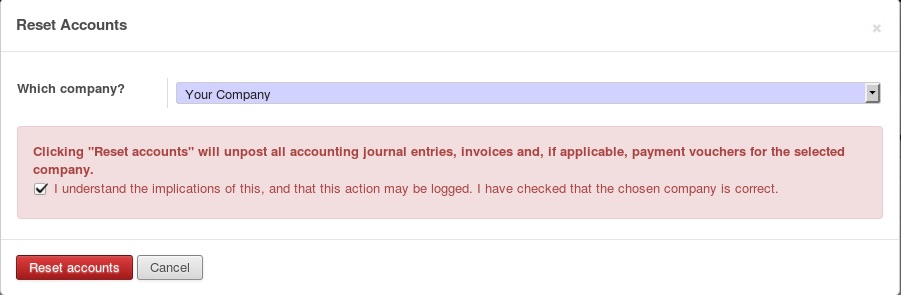 Reset Accounts
Which company?
Your Company
Clicking "Reset accounts" will unpost all accounting journal entries, invoices and, if applicable, payment vouchers for the selected
company.
I understand the implications of this, and that this action may be logged. I have checked that the chosen company is correct.
Reset accounts
Cancel